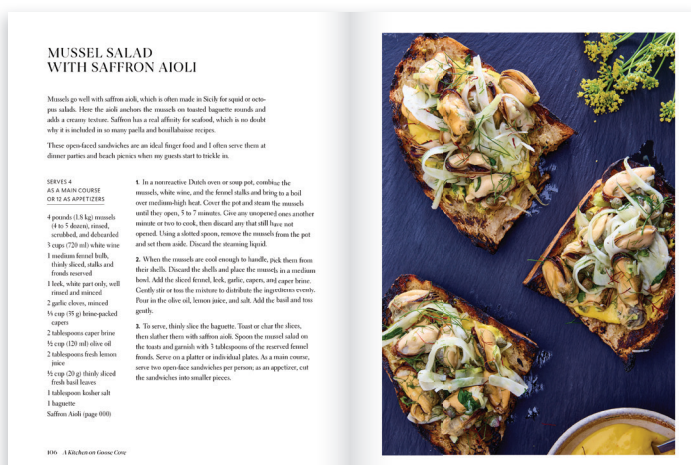 MUSSEL SALAD
WITH SAFFRON AIOLI
Mussels go well with saffron aioli, which is often made in Sicily for squid or octo-
pus salads. Here the aioli anchors the mussels on toasted baguette rounds and
adds a creamy texture. Saffron has a real affinity for seafood, which is no doubt
why it is included in so many paella and bouillabaisse recipes.
These open-faced sandwiches are an ideal finger food and I often serve them at
dinner parties and beach picnics when my guests start to trickle in.
SERVES 4
AS A MAIN COURSE
OR 12 AS APPETIZERS
4 pounds (1.8 kg) mussels
(4 to 5 dozen), rinsed,
scrubbed, and debearded
3 cups (720 ml) white wine
1 medium fennel bulb,
thinly sliced, stalks and
fronds reserved
1 leek, white part only, well
rinsed and minced
2 garlic cloves, minced
cup (35 g) brine-packed
capers
2 tablespoons caper brine
½ cup (120 ml) olive oil
2 tablespoons fresh lemon
juice
½ cup (20 g) thinly sliced
fresh basil leaves
1 tablespoon kosher salt
1 baguette
Saffron Aioli (page 000)
1. In a nonreactive Dutch oven or soup pot, combine the
mussels, white wine, and the fennel stalks and bring to a boil
over medium-high heat. Cover the pot and steam the mussels
until they open, 5 to 7 minutes. Give any unopened ones another
minute or two to cook, then discard any that still have not
opened. Using a slotted spoon, remove the mussels from the pot
and set them aside. Discard the steaming liquid.
2. When the mussels are cool enough to handle, pick them from
their shells. Discard the shells and place the mussels in a medium
bowl. Add the sliced fennel, leek, garlic, capers, and caper brine.
Gently stir or toss the mixture to distribute the ingredients evenly.
Pour in the olive oil, lemon juice, and salt. Add the basil and toss
gently.
3. To serve, thinly slice the baguette. Toast or char the slices,
then slather them with saffron aioli. Spoon the mussel salad on
the toasts and garnish with 3 tablespoons of the reserved fennel
fronds. Serve on a platter or individual plates. As a main course,
serve two open-face sandwiches per person; as an appetizer, cut
the sandwiches into smaller pieces.
106 A Kitchen on Goose Cove